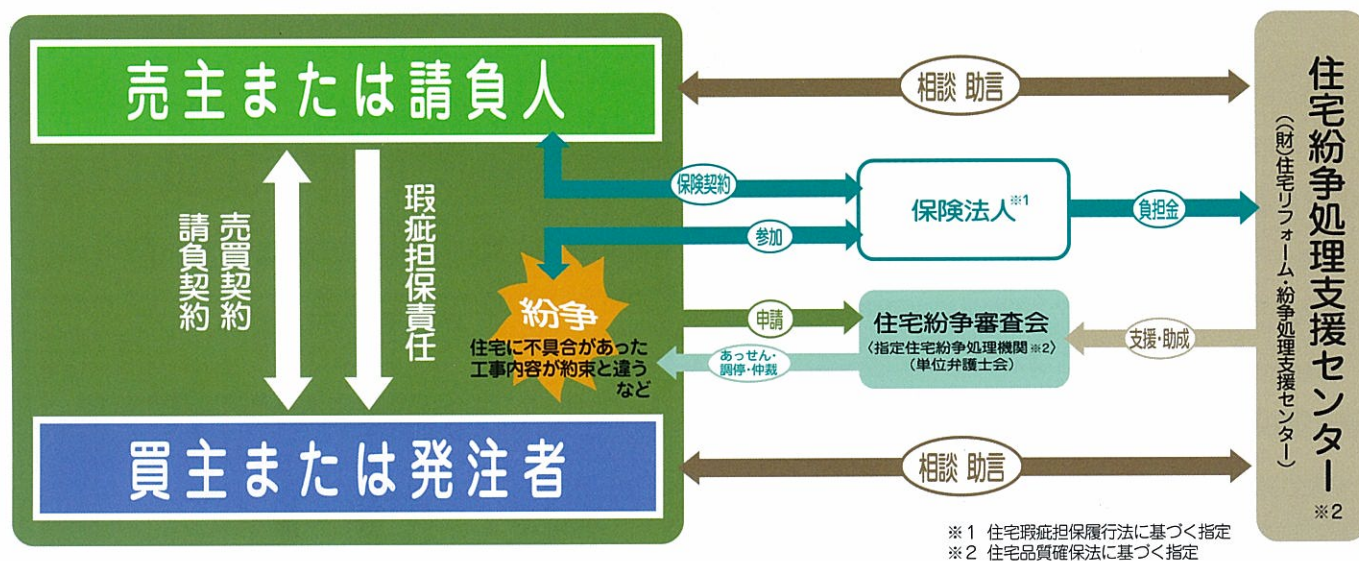 売主または請負人
売買契約
請負契約
瑕疵担保責任
紛争
住宅に不具合があった
工事内容が約束と違う
など
買主または発注者
相談 助言
保険契約
保険法人※1
負担金
参加
申請
あっせん・
調停・仲裁
住宅紛争審査会
〈指定住宅紛争処理機関※2〉
(単位弁護士会)
支援・助成
相談 助言
住宅紛争処理支援センター※2
((財)住宅リフォーム・紛争処理支援センター)
※1 住宅瑕疵担保履行法に基づく指定
※2 住宅品質確保法に基づく指定